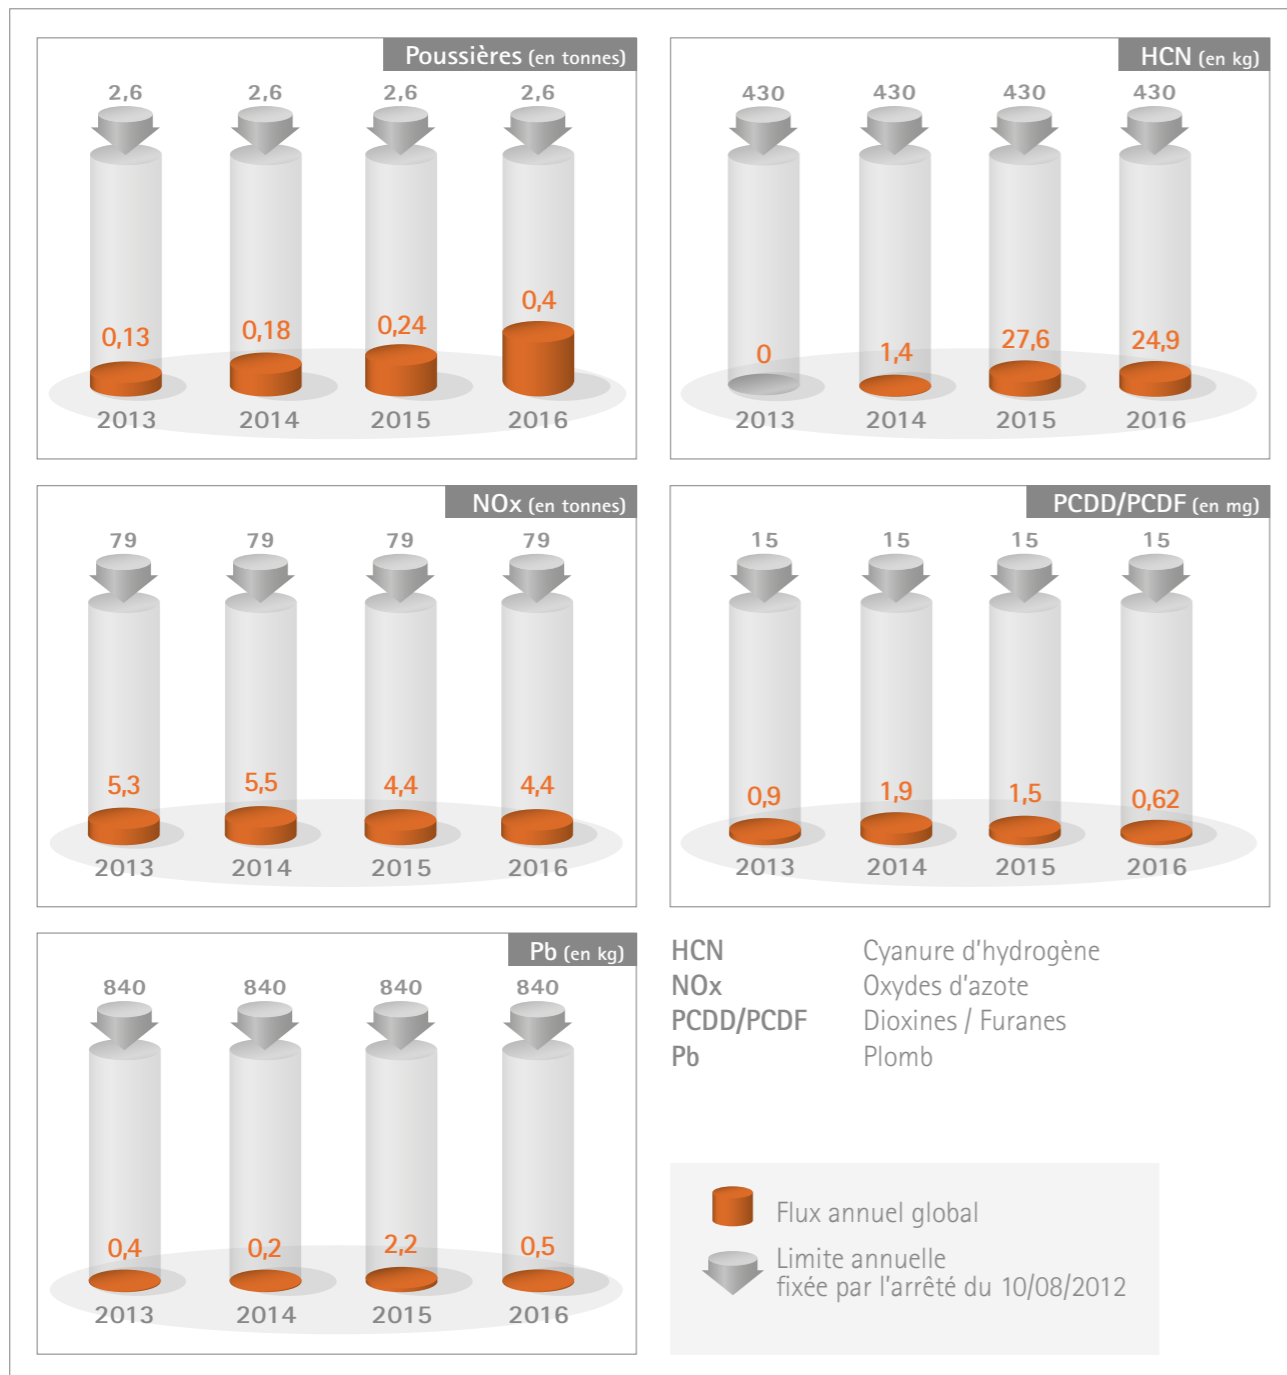 Poussières (en tonnes)
2,6 2,6 2,6 2,6
0,13 0,18 0,24 0,4
2013 2014 2015 2016
HCN (en kg)
430 430 430 430
0 1,4 27,6 24,9
2013 2014 2015 2016
NOx (en tonnes)
79 79 79 79
5,3 5,5 4,4 4,4
2013 2014 2015 2016
PCDD/PCDF (en mg)
15 15 15 15
0,9 1,9 1,5 0,62
2013 2014 2015 2016
Pb (en kg)
840 840 840 840
0,4 0,2 2,2 0,5
2013 2014 2015 2016
HCN Cyanure d'hydrogène
NOx Oxydes d'azote
PCDD/PCDF Dioxines / Furanes
Pb Plomb
Flux annuel global
Limite annuelle
fixée par l'arrêté du 10/08/2012